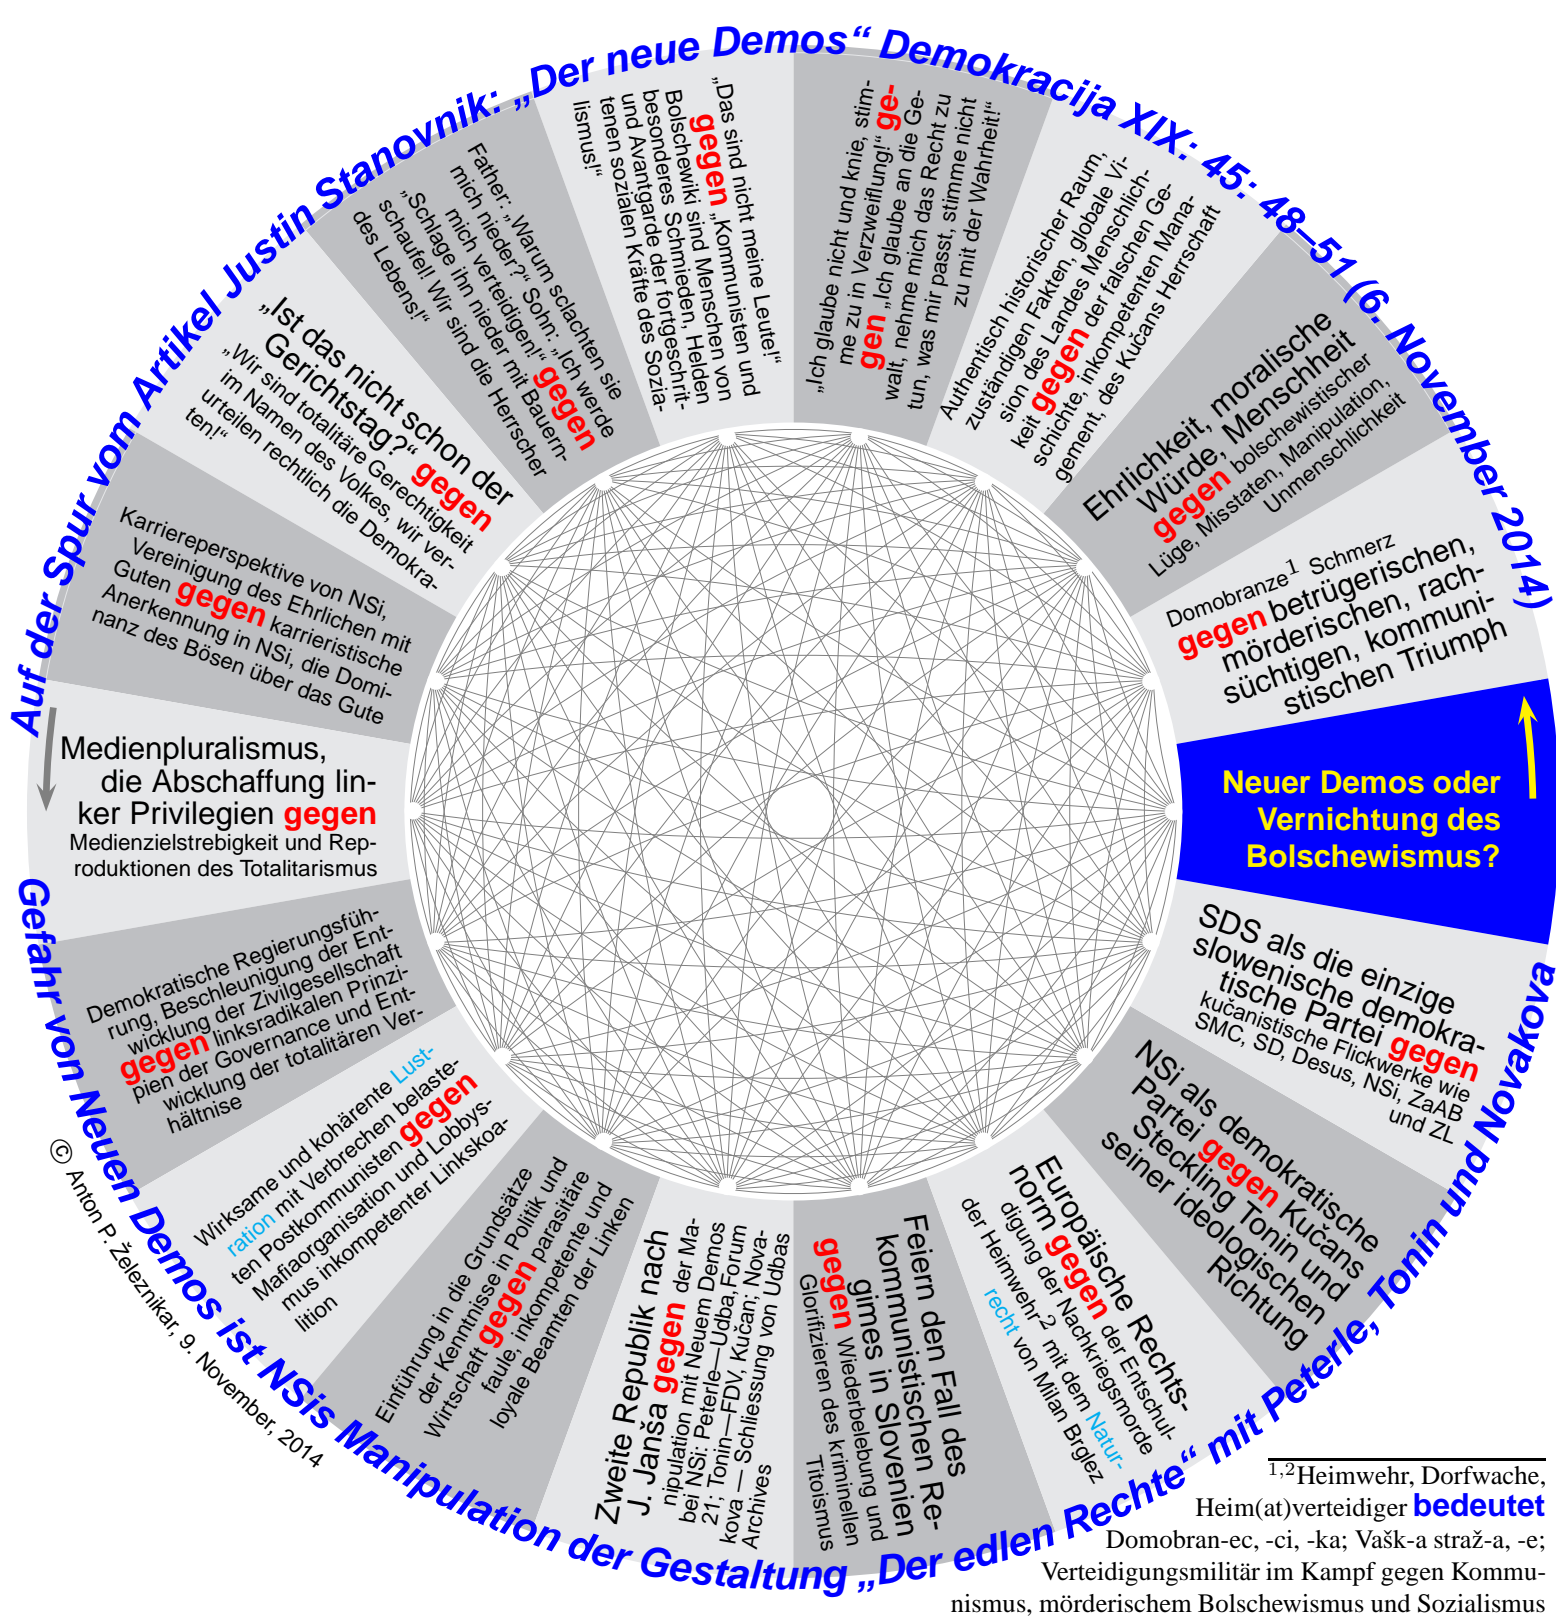 Auf der Spur vom Artikel Justin Stanovnik: „Der neue Demos“ Demokracija XIX: 45: 48–51 (6. November 2014)
Neuer Demos oder
Vernichtung des
Bolschewismus?
Domobranze1 Schmerz
gegen betrügerischen,
mörderischen, rach-
süchtigen, kommuni-
stischen Triumph
Ehrlichkeit, moralische
Würde, Menschheit
gegen bolschewistischer
Lüge, Misstaten, Manipulation,
Unmenschlichkeit
Authentisch historischer Raum,
zuständigen Fakten, globale Vi-
sion des Landes Menschlich-
keit gegen der falschen Ge-
schichte, inkompetenten Mana-
gement, des Kučans Herrschaft
„Ich glaube nicht und knie, stim-
me zu in Verzweiflung!“ ge-
gen „Ich glaube an die Ge-
walt, nehme mich das Recht zu
tun, was mir passt, stimme nicht
zu mit der Wahrheit!“
„Das sind nicht meine Leute!“
gegen „Kommunisten und
Bolschewiki sind Menschen von
besonderes Schmieden, Helden
und Avantgarde der fortgeschrit-
tenen sozialen Kräfte des Sozia-
lismus!“
Father: „Warum schlachten sie
mich nieder?“ Sohn: „Ich werde
mich verteidigen!“ gegen
„Schlage ihn nieder mit Bauern-
schaufel! Wir sind die Herrscher
des Lebens!“
„Ist das nicht schon der
Gerichtstag?“ gegen
„Wir sind totalitäre Gerechtigkeit
im Namen des Volkes, wir ver-
urteilen rechtlich die Demokra-
ten!“
Karriereperspektive von NSi,
Vereinigung des Ehrlichen mit
Guten gegen karrieristische
Anerkennung in NSi, die Domi-
nanz des Bösen über das Gute
Medienpluralismus,
die Abschaffung lin-
ker Privilegien gegen
Medienzielstrebigkeit und Rep-
roduktionen des Totalitarismus
Demokratische Regierungsfüh-
rung, Beschleunigung der Ent-
wicklung der Zivilgesellschaft
gegen linksradikalen Prinzi-
pien der Governance und Ent-
wicklung der totalitären Ver-
hältnise
Wirksame und kohärente Lust-
ration mit Verbrechen belaste-
ten Postkommunisten gegen
Mafiaorganisation und Lobbys-
mus inkompetenter Linkskoa-
lition
Einführung in die Grundsätze
der Kenntnisse in Politik und
Wirtschaft gegen parasitäre
faule, inkompetente und
loyale Beamten der Linken
Zweite Republik nach
J. Janša gegen der Ma-
nipulation mit Neuem Demos
bei NSi: Peterle—Udba, Forum
21; Tonin—FDV, Kučan; Nova-
kova — Schliessung von Udbas
Archives
Feiern den Fall des
kommunistischen Re-
gimes in Slovenien
gegen Wiederbelebung und
Glorifizieren des kriminellen
Titoismus
Europäische Rechts-
norm gegen der Entschul-
digung der Nachkriegsmorde
der Heimwehr2 mit dem Natur-
recht von Milan Brglez
NSi als demokratische
Partei gegen Kučans
Steckling Tonin und
seiner ideologischen
Richtung
SDS als die einzige
slowenische demokra-
tische Partei gegen
kučanistische Flickwerke wie
SMC, SD, Desus, NSi, ZaAB
und ZL
Gefahr von Neuen Demos ist NSis Manipulation der Gestaltung „Der edlen Rechte“ mit Peterle, Tonin und Novakova
© Anton P. Železnikar, 9. November, 2014
1,2Heimwehr, Dorfwache,
Heim(at)verteidiger bedeutet
Domobran-ec, -ci, -ka; Vašk-a straž-a, -e;
Verteidigungsmilitär im Kampf gegen Kommu-
nismus, mörderischem Bolschewismus und Sozialismus